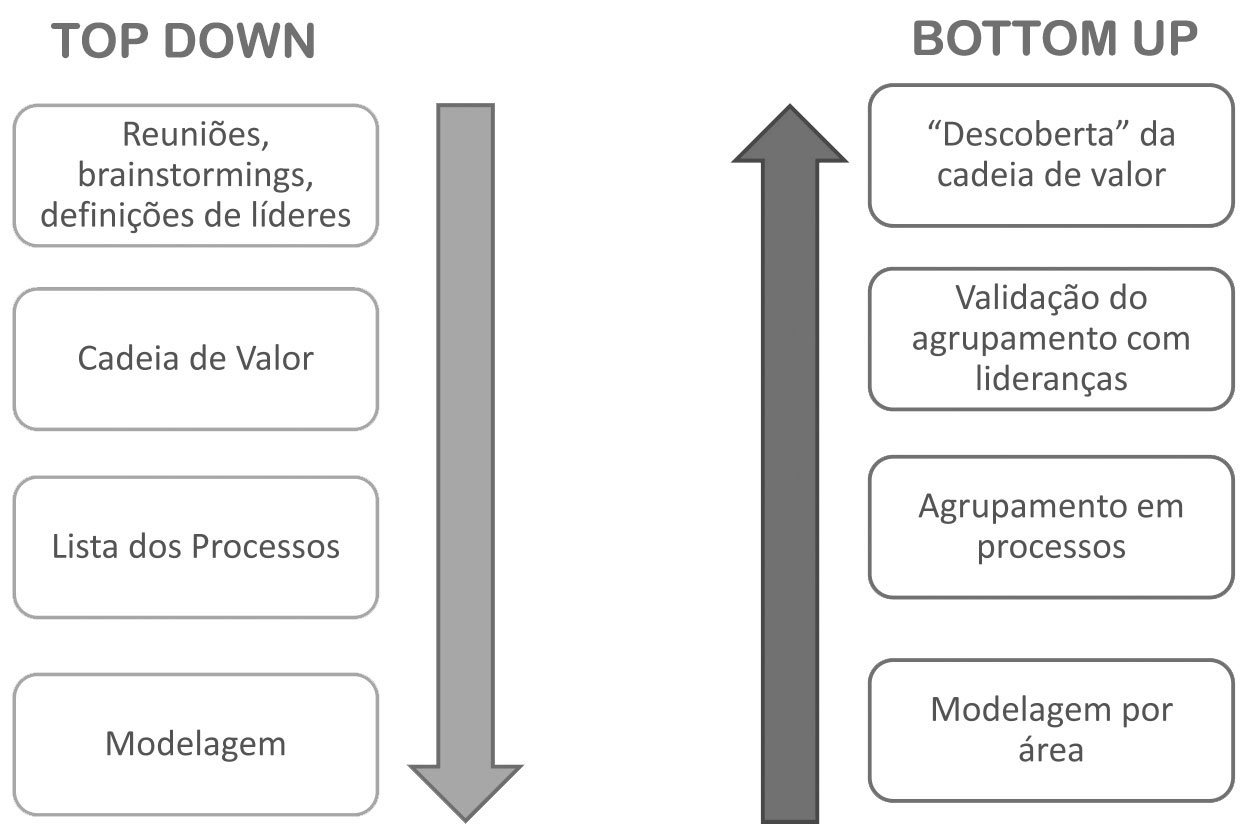 TOP DOWN
Reuniões,
brainstormings,
definições de líderes
Cadeia de Valor
Lista dos Processos
Modelagem
BOTTOM UP
“Descoberta” da
cadeia de valor
Validação do
agrupamento com
lideranças
Agrupamento em
processos
Modelagem por
área